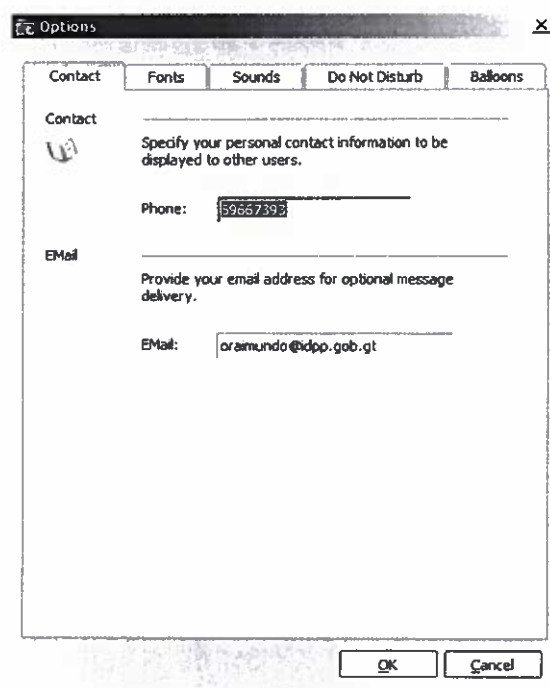 Options
Contact Fonts Sounds Do Not Disturb Balloons
Contact
Specify your personal contact information to be
displayed to other users.
Phone: 59667393
EMail
Provide your email address for optional message
delivery.
EMail: oraimundo@idpp.gob.gt
OK Cancel